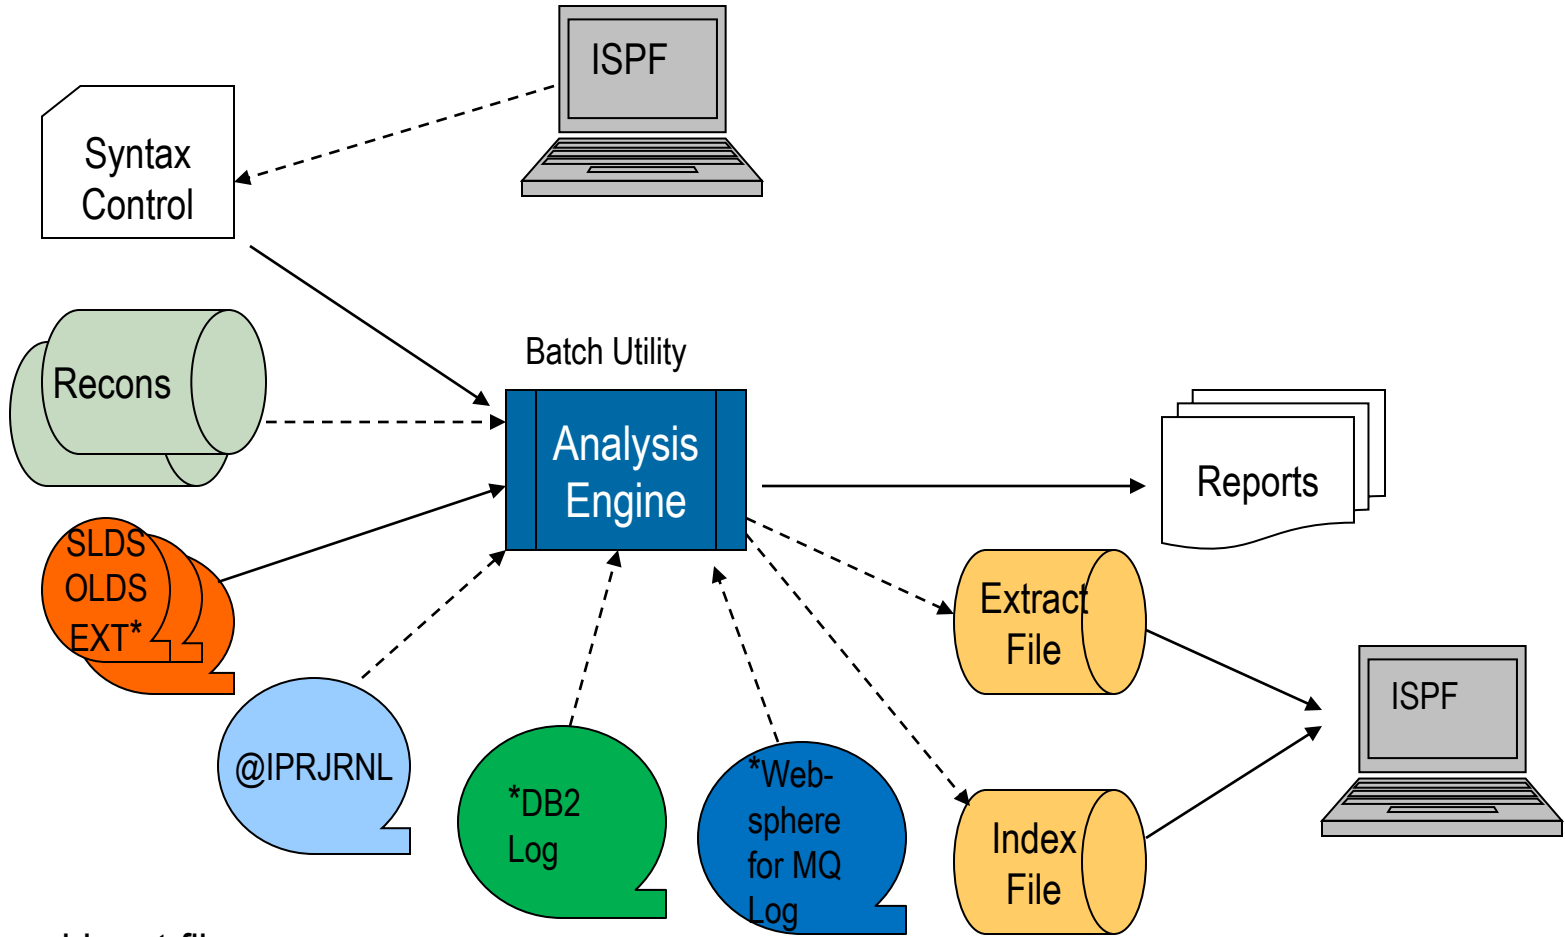 ISPF
Syntax
Control
Recons
Batch Utility
Analysis
Engine
Reports
SLDS
OLDS
EXT*
Extract
File
ISPF
@IPRJRNL
*DB2
Log
*Web-
sphere
for MQ
Log
Index
File